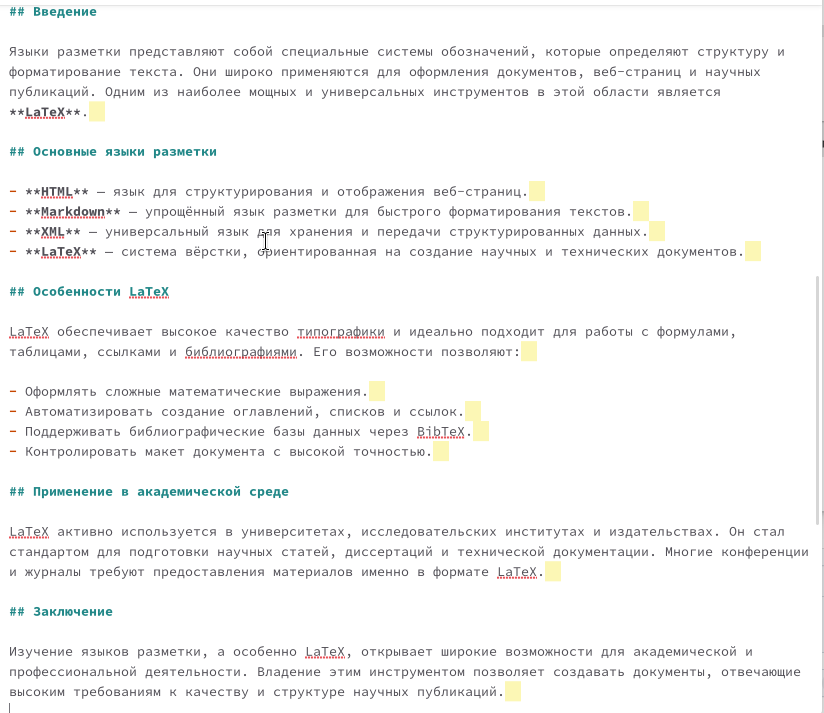 ## Введение
Языки разметки представляют собой специальные системы обозначений, которые определяют структуру и
форматирование текста. Они широко применяются для оформления документов, веб-страниц и научных
публикаций. Одним из наиболее мощных и универсальных инструментов в этой области является
**LaTeX**.
## Основные языки разметки
- **HTML** — язык для структурирования и отображения веб-страниц.
- **Markdown** — упрощённый язык разметки для быстрого форматирования текстов.
- **XML** — универсальный язык для хранения и передачи структурированных данных.
- **LaTeX** — система вёрстки, ориентированная на создание научных и технических документов.
## Особенности LaTeX
LaTeX обеспечивает высокое качество типографики и идеально подходит для работы с формулами,
таблицами, ссылками и библиографиями. Его возможности позволяют:
- Оформлять сложные математические выражения.
- Автоматизировать создание оглавлений, списков и ссылок.
- Поддерживать библиографические базы данных через BibTeX.
- Контролировать макет документа с высокой точностью.
## Применение в академической среде
LaTeX активно используется в университетах, исследовательских институтах и издательствах. Он стал
стандартом для подготовки научных статей, диссертаций и технической документации. Многие конференции
и журналы требуют предоставления материалов именно в формате LaTeX.
## Заключение
Изучение языков разметки, а особенно LaTeX, открывает широкие возможности для академической и
профессиональной деятельности. Владение этим инструментом позволяет создавать документы, отвечающие
высоким требованиям к качеству и структуре научных публикаций.